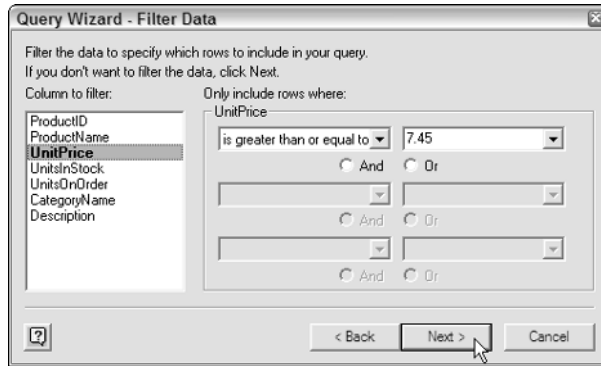 Query Wizard - Filter Data
Filter the data to specify which rows to include in your query.
If you don't want to filter the data, click Next.
Column to filter:
Only include rows where:
ProductID
ProductName
UnitPrice
UnitsInStock
UnitsOnOrder
CategoryName
Description
UnitPrice
is greater than or equal to 7.45
And Or
And Or
And Or
? < Back Next > Cancel